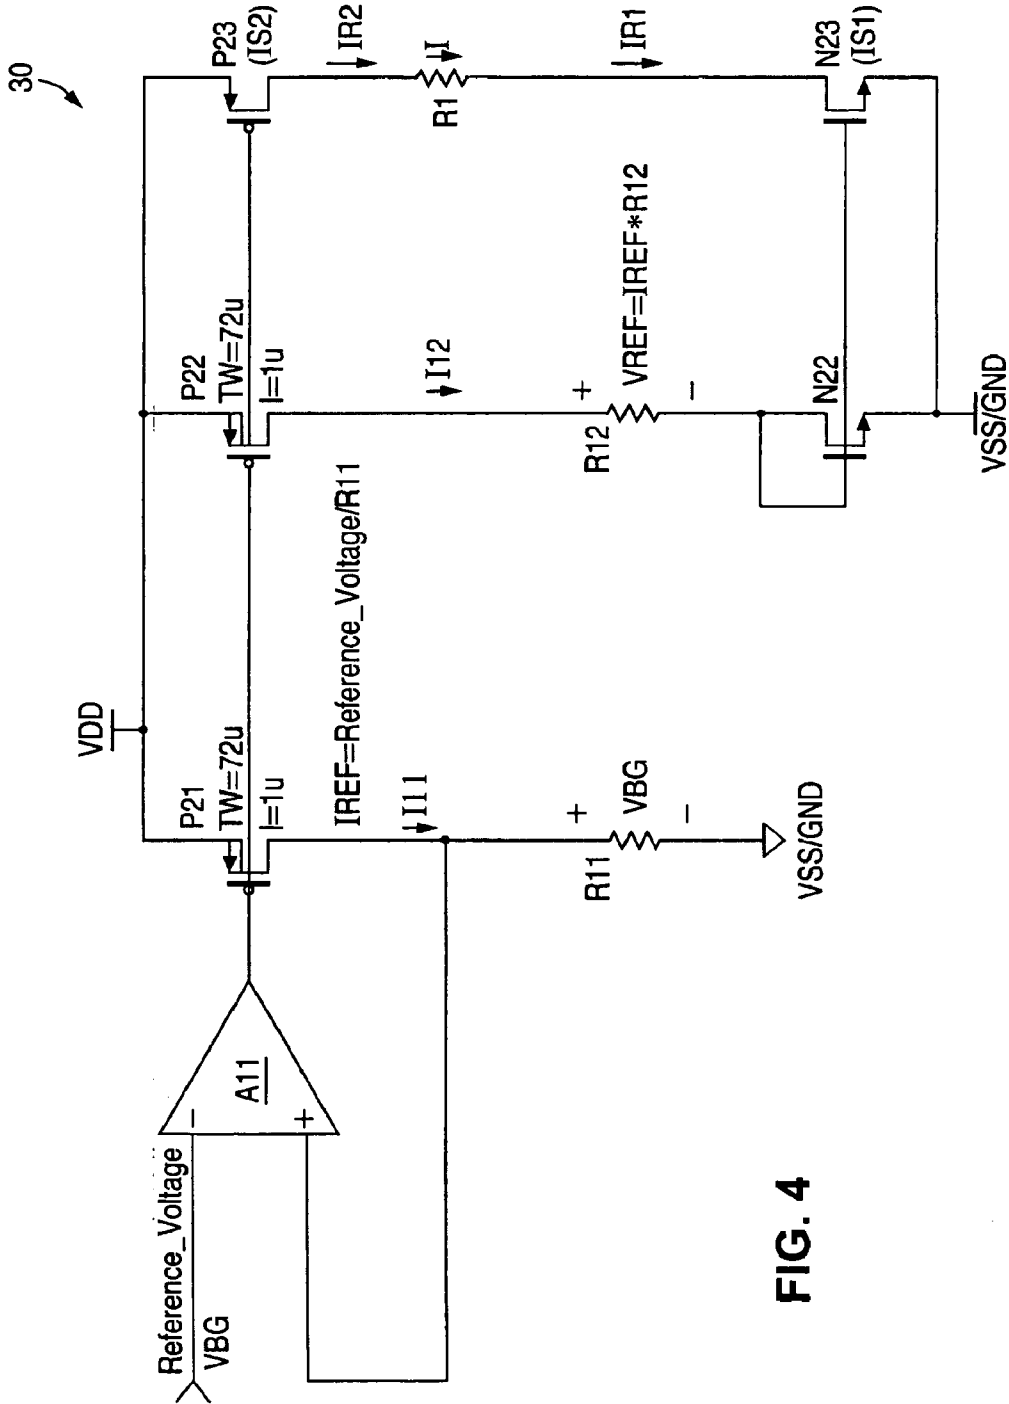 30
VDD
P21
TW=72u
l=1u
P22
TW=72u
l=1u
P23
(IS2)
Reference_Voltage
VBG
A11
−
+
IREF=Reference_Voltage/R11
I11
I12
IR2
I
R1
IR1
+
VBG
−
R11
+
VREF=IREF*R12
−
R12
N22
N23
(IS1)
VSS/GND
VSS/GND
FIG. 4